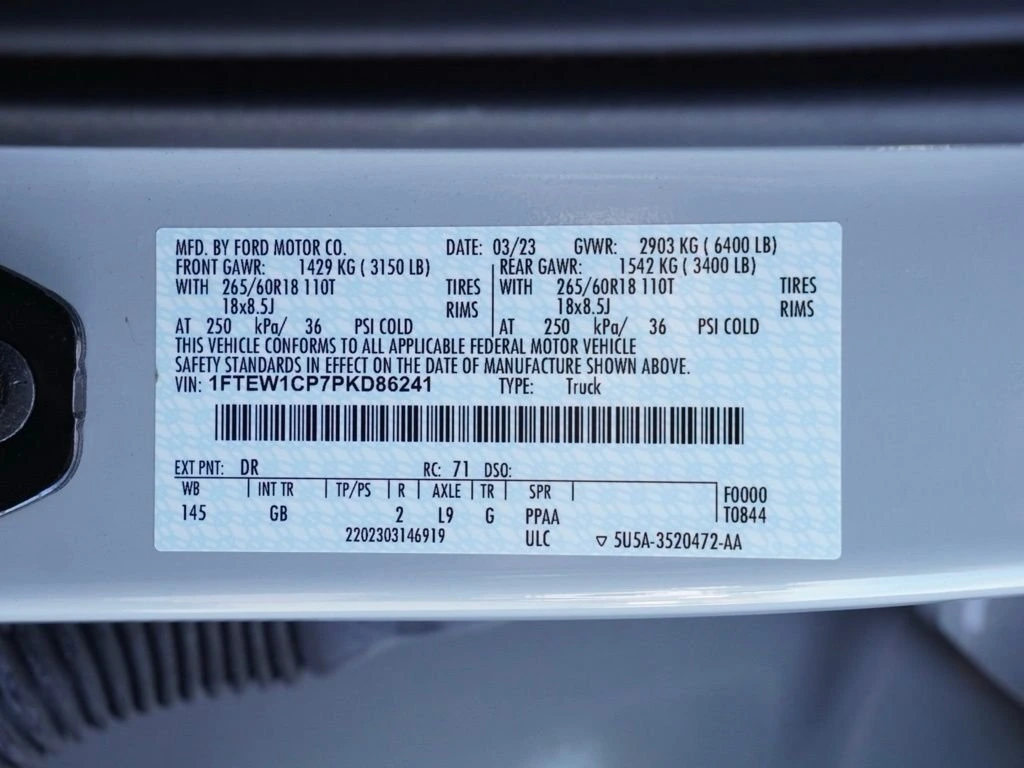 MFD. BY FORD MOTOR CO. DATE: 03/23 GVWR: 2903 KG ( 6400 LB)
FRONT GAWR: 1429 KG ( 3150 LB) REAR GAWR: 1542 KG ( 3400 LB)
WITH 265/60R18 110T TIRES WITH 265/60R18 110T TIRES
18x8.5J RIMS 18x8.5J RIMS
AT 250 kPa/ 36 PSI COLD AT 250 kPa/ 36 PSI COLD
THIS VEHICLE CONFORMS TO ALL APPLICABLE FEDERAL MOTOR VEHICLE
SAFETY STANDARDS IN EFFECT ON THE DATE OF MANUFACTURE SHOWN ABOVE.
VIN: 1FTEW1CP7PKD86241 TYPE: Truck
EXT PNT: DR RC: 71 DSO:
WB INT TR TP/PS R AXLE TR SPR F0000
145 GB 2 L9 G PPAA T0844
2202303146919 ULC ▽ 5U5A-3520472-AA